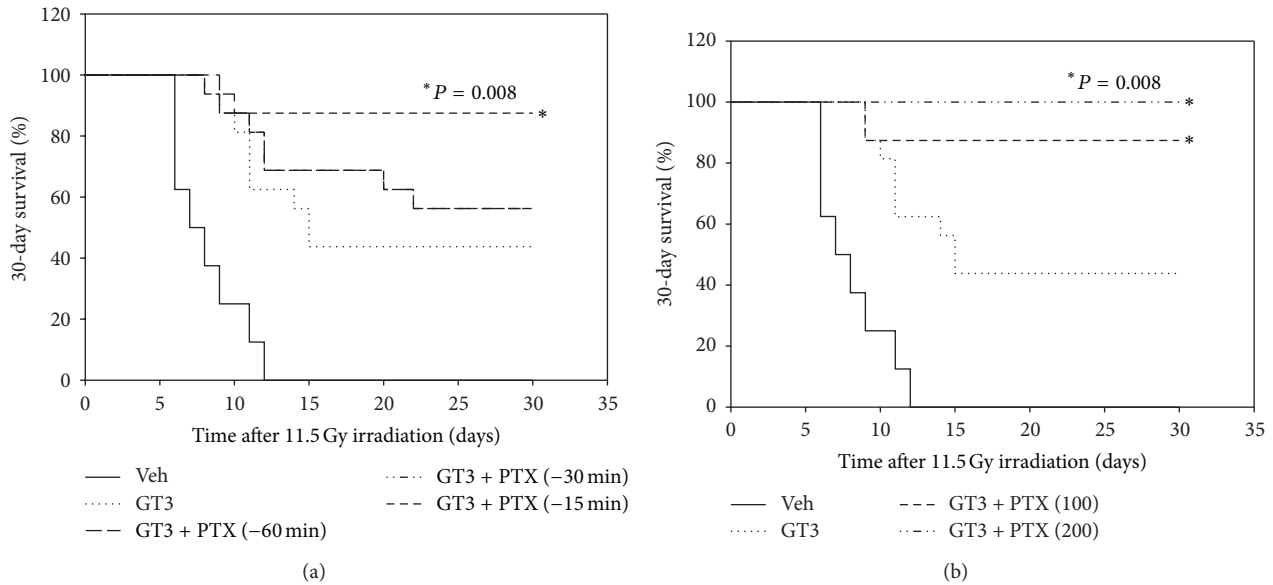 120
100
80
60
40
20
0
30-day survival (%)
* P = 0.008
*
0 5 10 15 20 25 30 35
Time after 11.5 Gy irradiation (days)
Veh
GT3
GT3 + PTX (−60 min)
GT3 + PTX (−30 min)
GT3 + PTX (−15 min)
(a)
120
100
80
60
40
20
0
30-day survival (%)
* P = 0.008
*
*
0 5 10 15 20 25 30 35
Time after 11.5 Gy irradiation (days)
Veh
GT3
GT3 + PTX (100)
GT3 + PTX (200)
(b)